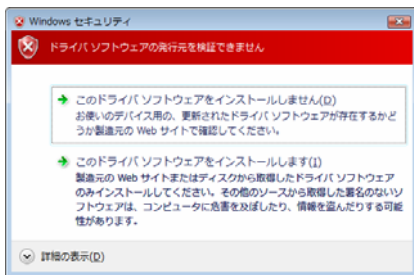 Windows セキュリティ
ドライバ ソフトウェアの発行元を検証できません
このドライバ ソフトウェアをインストールしません(D)
お使いのデバイス用の、更新されたドライバ ソフトウェアが存在するかど
うか製造元の Web サイトで確認してください。
このドライバ ソフトウェアをインストールします(I)
製造元の Web サイトまたはディスクから取得したドライバ ソフトウェア
のみインストールしてください。その他のソースから取得した署名のないソ
フトウェアは、コンピュータに危害を及ぼしたり、情報を盗んだりする可能
性があります。
詳細の表示(D)